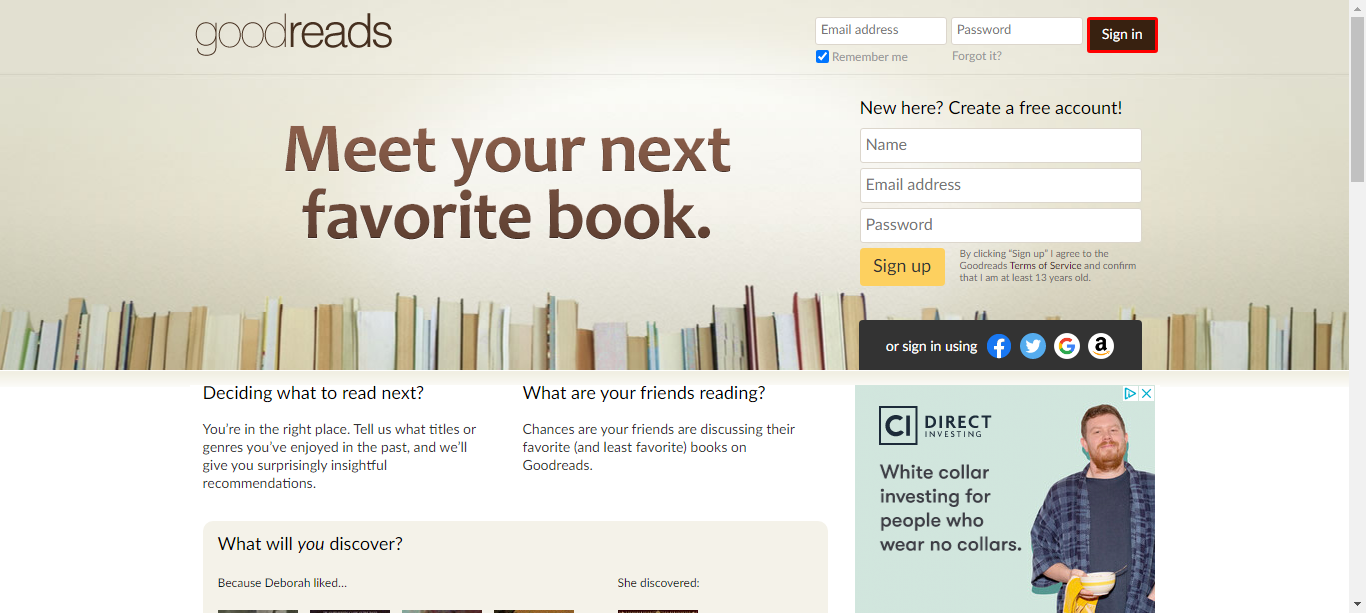 goodreads
Email address
Password
Sign in
Remember me
Forgot it?
Meet your next
favorite book.
New here? Create a free account!
Name
Email address
Password
Sign up
By clicking “Sign up” I agree to the
Goodreads Terms of Service and confirm
that I am at least 13 years old.
or sign in using
Deciding what to read next?
You’re in the right place. Tell us what titles or
genres you’ve enjoyed in the past, and we’ll
give you surprisingly insightful
recommendations.
What are your friends reading?
Chances are your friends are discussing their
favorite (and least favorite) books on
Goodreads.
CI DIRECT
INVESTING
White collar
investing for
people who
wear no collars.
What will you discover?
Because Deborah liked...
She discovered: